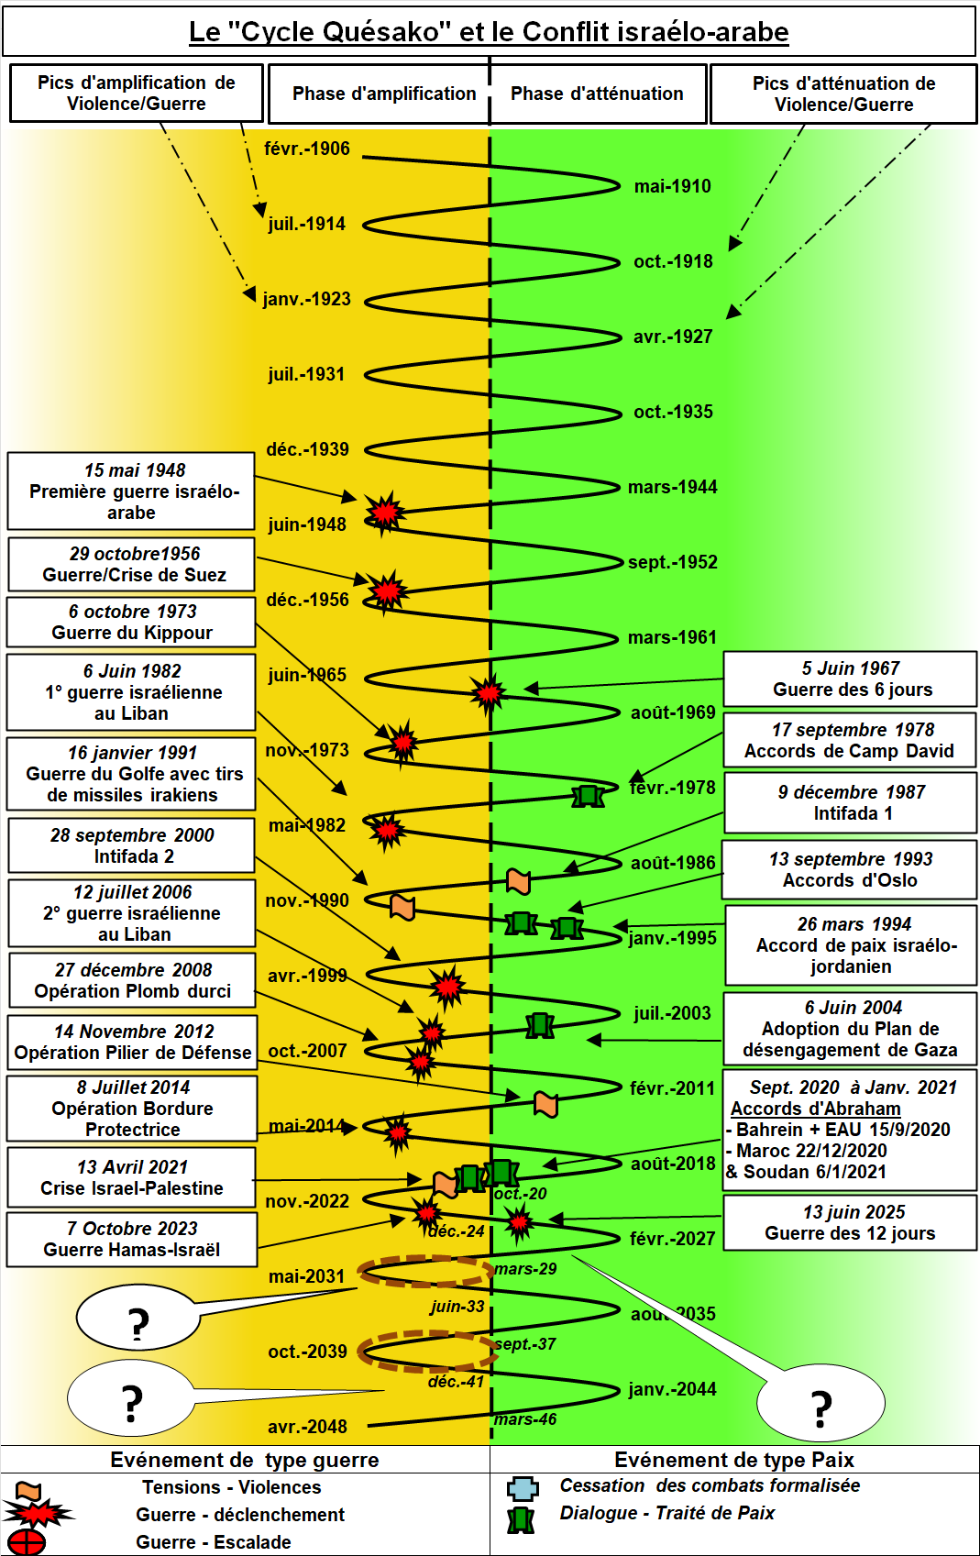 Le "Cycle Quésako" et le Conflit israélo-arabe
Pics d'amplification de
Violence/Guerre
Phase d'amplification
Phase d'atténuation
Pics d'atténuation de
Violence/Guerre
févr.-1906
mai-1910
juil.-1914
oct.-1918
janv.-1923
avr.-1927
juil.-1931
oct.-1935
déc.-1939
mars-1944
15 mai 1948
Première guerre israélo-
arabe
juin-1948
29 octobre1956
Guerre/Crise de Suez
sept.-1952
déc.-1956
6 octobre 1973
Guerre du Kippour
mars-1961
6 Juin 1982
1° guerre israélienne
au Liban
juin-1965
5 Juin 1967
Guerre des 6 jours
août-1969
17 septembre 1978
Accords de Camp David
16 janvier 1991
Guerre du Golfe avec tirs
de missiles irakiens
nov.-1973
févr.-1978
9 décembre 1987
Intifada 1
28 septembre 2000
Intifada 2
mai-1982
août-1986
13 septembre 1993
Accords d'Oslo
12 juillet 2006
2° guerre israélienne
au Liban
nov.-1990
janv.-1995
26 mars 1994
Accord de paix israélo-
jordanien
27 décembre 2008
Opération Plomb durci
avr.-1999
juil.-2003
6 Juin 2004
Adoption du Plan de
désengagement de Gaza
14 Novembre 2012
Opération Pilier de Défense
oct.-2007
févr.-2011
8 Juillet 2014
Opération Bordure
Protectrice
mai-2014
Sept. 2020 à Janv. 2021
Accords d'Abraham
- Bahrein + EAU 15/9/2020
- Maroc 22/12/2020
& Soudan 6/1/2021
13 Avril 2021
Crise Israel-Palestine
août-2018
oct.-20
nov.-2022
7 Octobre 2023
Guerre Hamas-Israël
déc.-24
13 juin 2025
Guerre des 12 jours
févr.-2027
mai-2031
mars-29
?
juin-33
août-2035
oct.-2039
sept.-37
?
déc.-41
janv.-2044
?
avr.-2048
mars-46
Evénement de type guerre
Evénement de type Paix
Tensions - Violences
Guerre - déclenchement
Guerre - Escalade
Cessation des combats formalisée
Dialogue - Traité de Paix